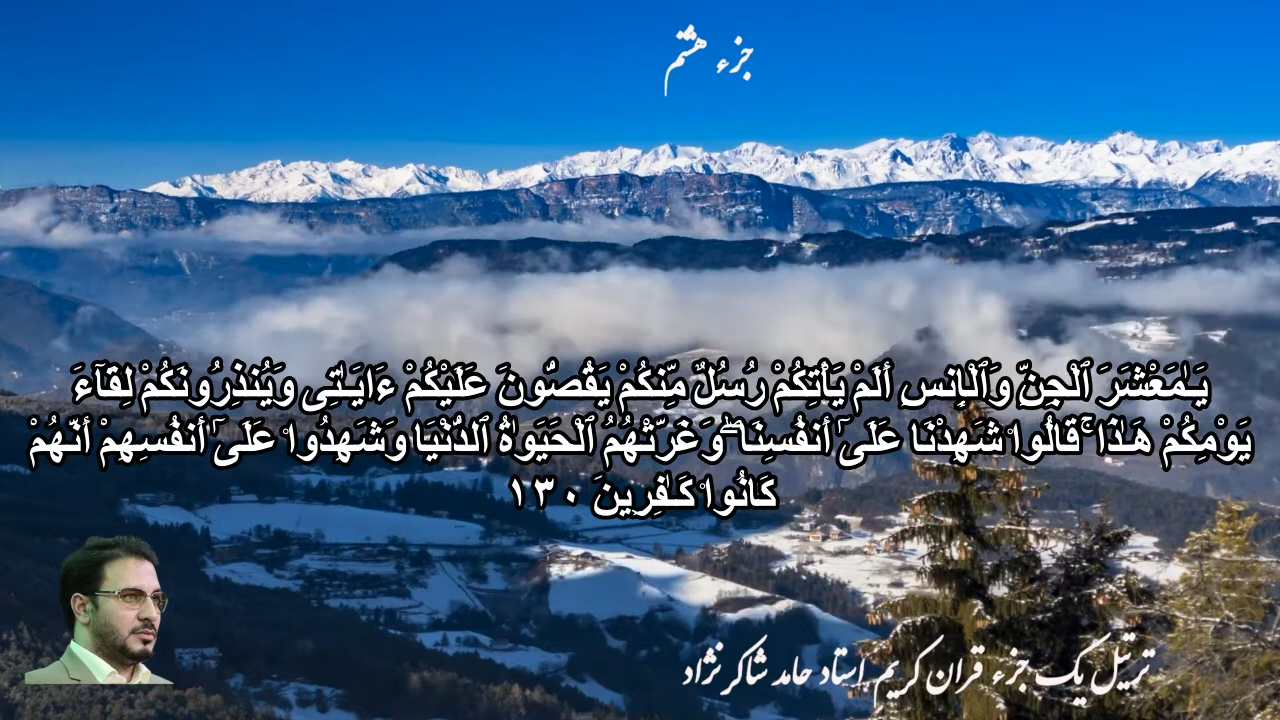 جزء هشتم
يَـٰمَعْشَرَ ٱلْجِنِّ وَٱلْإِنسِ أَلَمْ يَأْتِكُمْ رُسُلٌ مِّنكُمْ يَقُصُّونَ عَلَيْكُمْ ءَايَـٰتِى وَيُنذِرُونَكُمْ لِقَآءَ
يَوْمِكُمْ هَـٰذَا ۚ قَالُوا۟ شَهِدْنَا عَلَىٰٓ أَنفُسِنَا ۖ وَغَرَّتْهُمُ ٱلْحَيَوٰةُ ٱلدُّنْيَا وَشَهِدُوا۟ عَلَىٰٓ أَنفُسِهِمْ أَنَّهُمْ
كَانُوا۟ كَـٰفِرِينَ ١٣٠
ترتیل یک جزء قران کریم استاد حامد شاکرنژاد